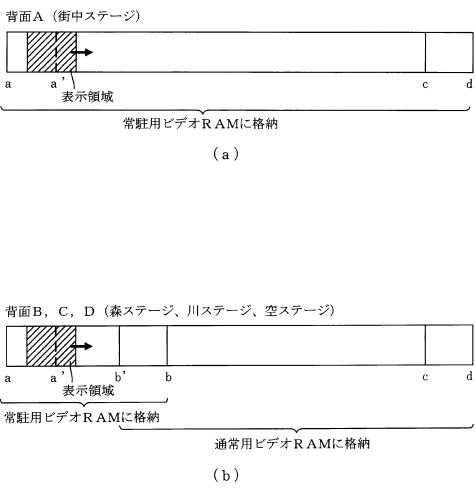 背面A（街中ステージ）
a a' c d
表示領域
常駐用ビデオRAMに格納
（a）
背面B，C，D（森ステージ、川ステージ、空ステージ）
a a' b' b c d
表示領域
常駐用ビデオRAMに格納
通常用ビデオRAMに格納
（b）